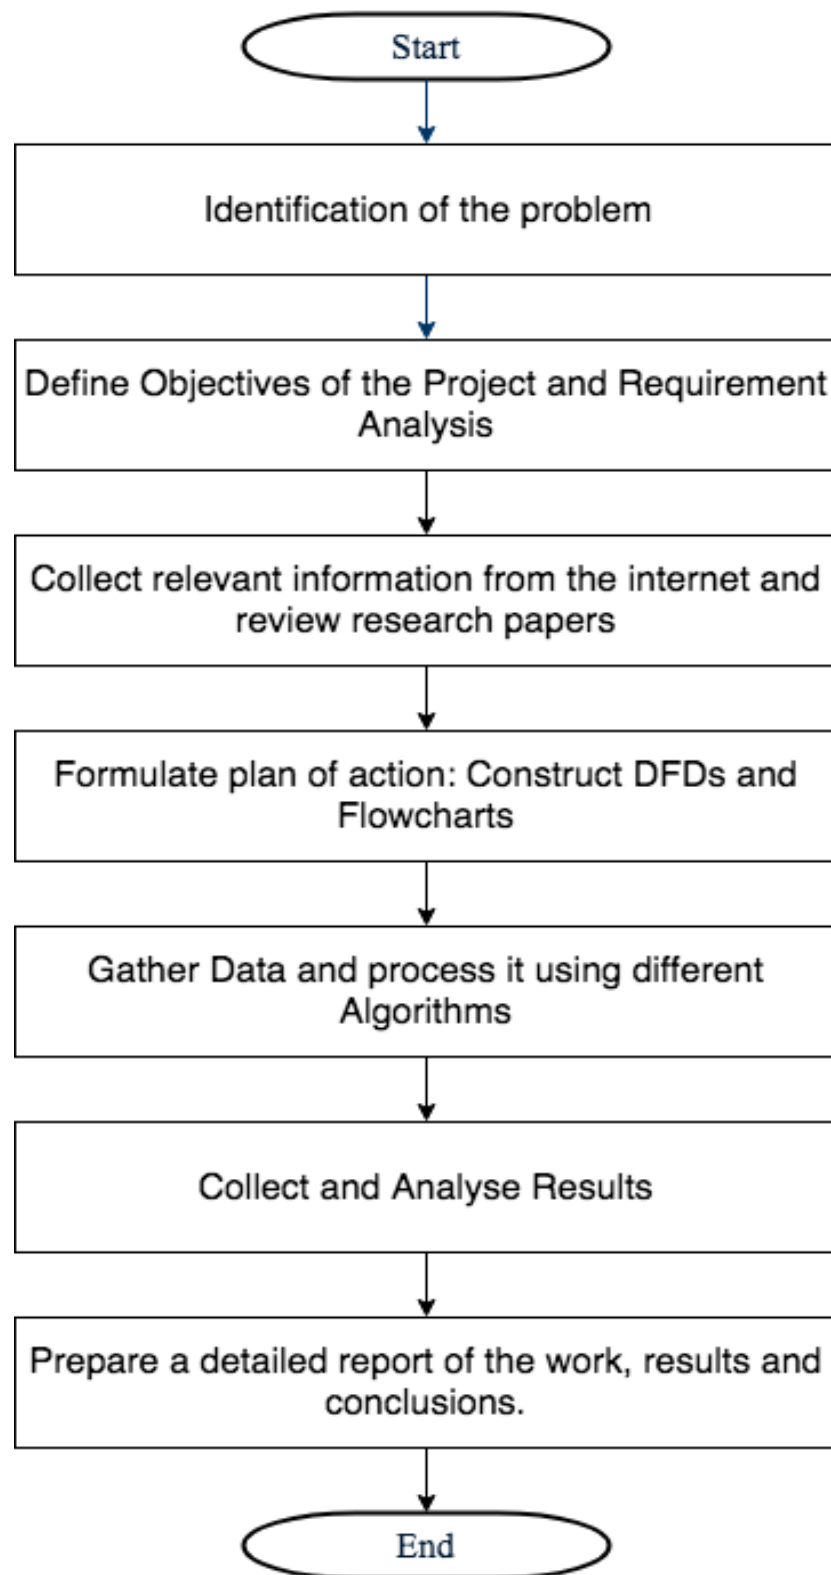 Start
Identification of the problem
Define Objectives of the Project and Requirement
Analysis
Collect relevant information from the internet and
review research papers
Formulate plan of action: Construct DFDs and
Flowcharts
Gather Data and process it using different
Algorithms
Collect and Analyse Results
Prepare a detailed report of the work, results and
conclusions.
End